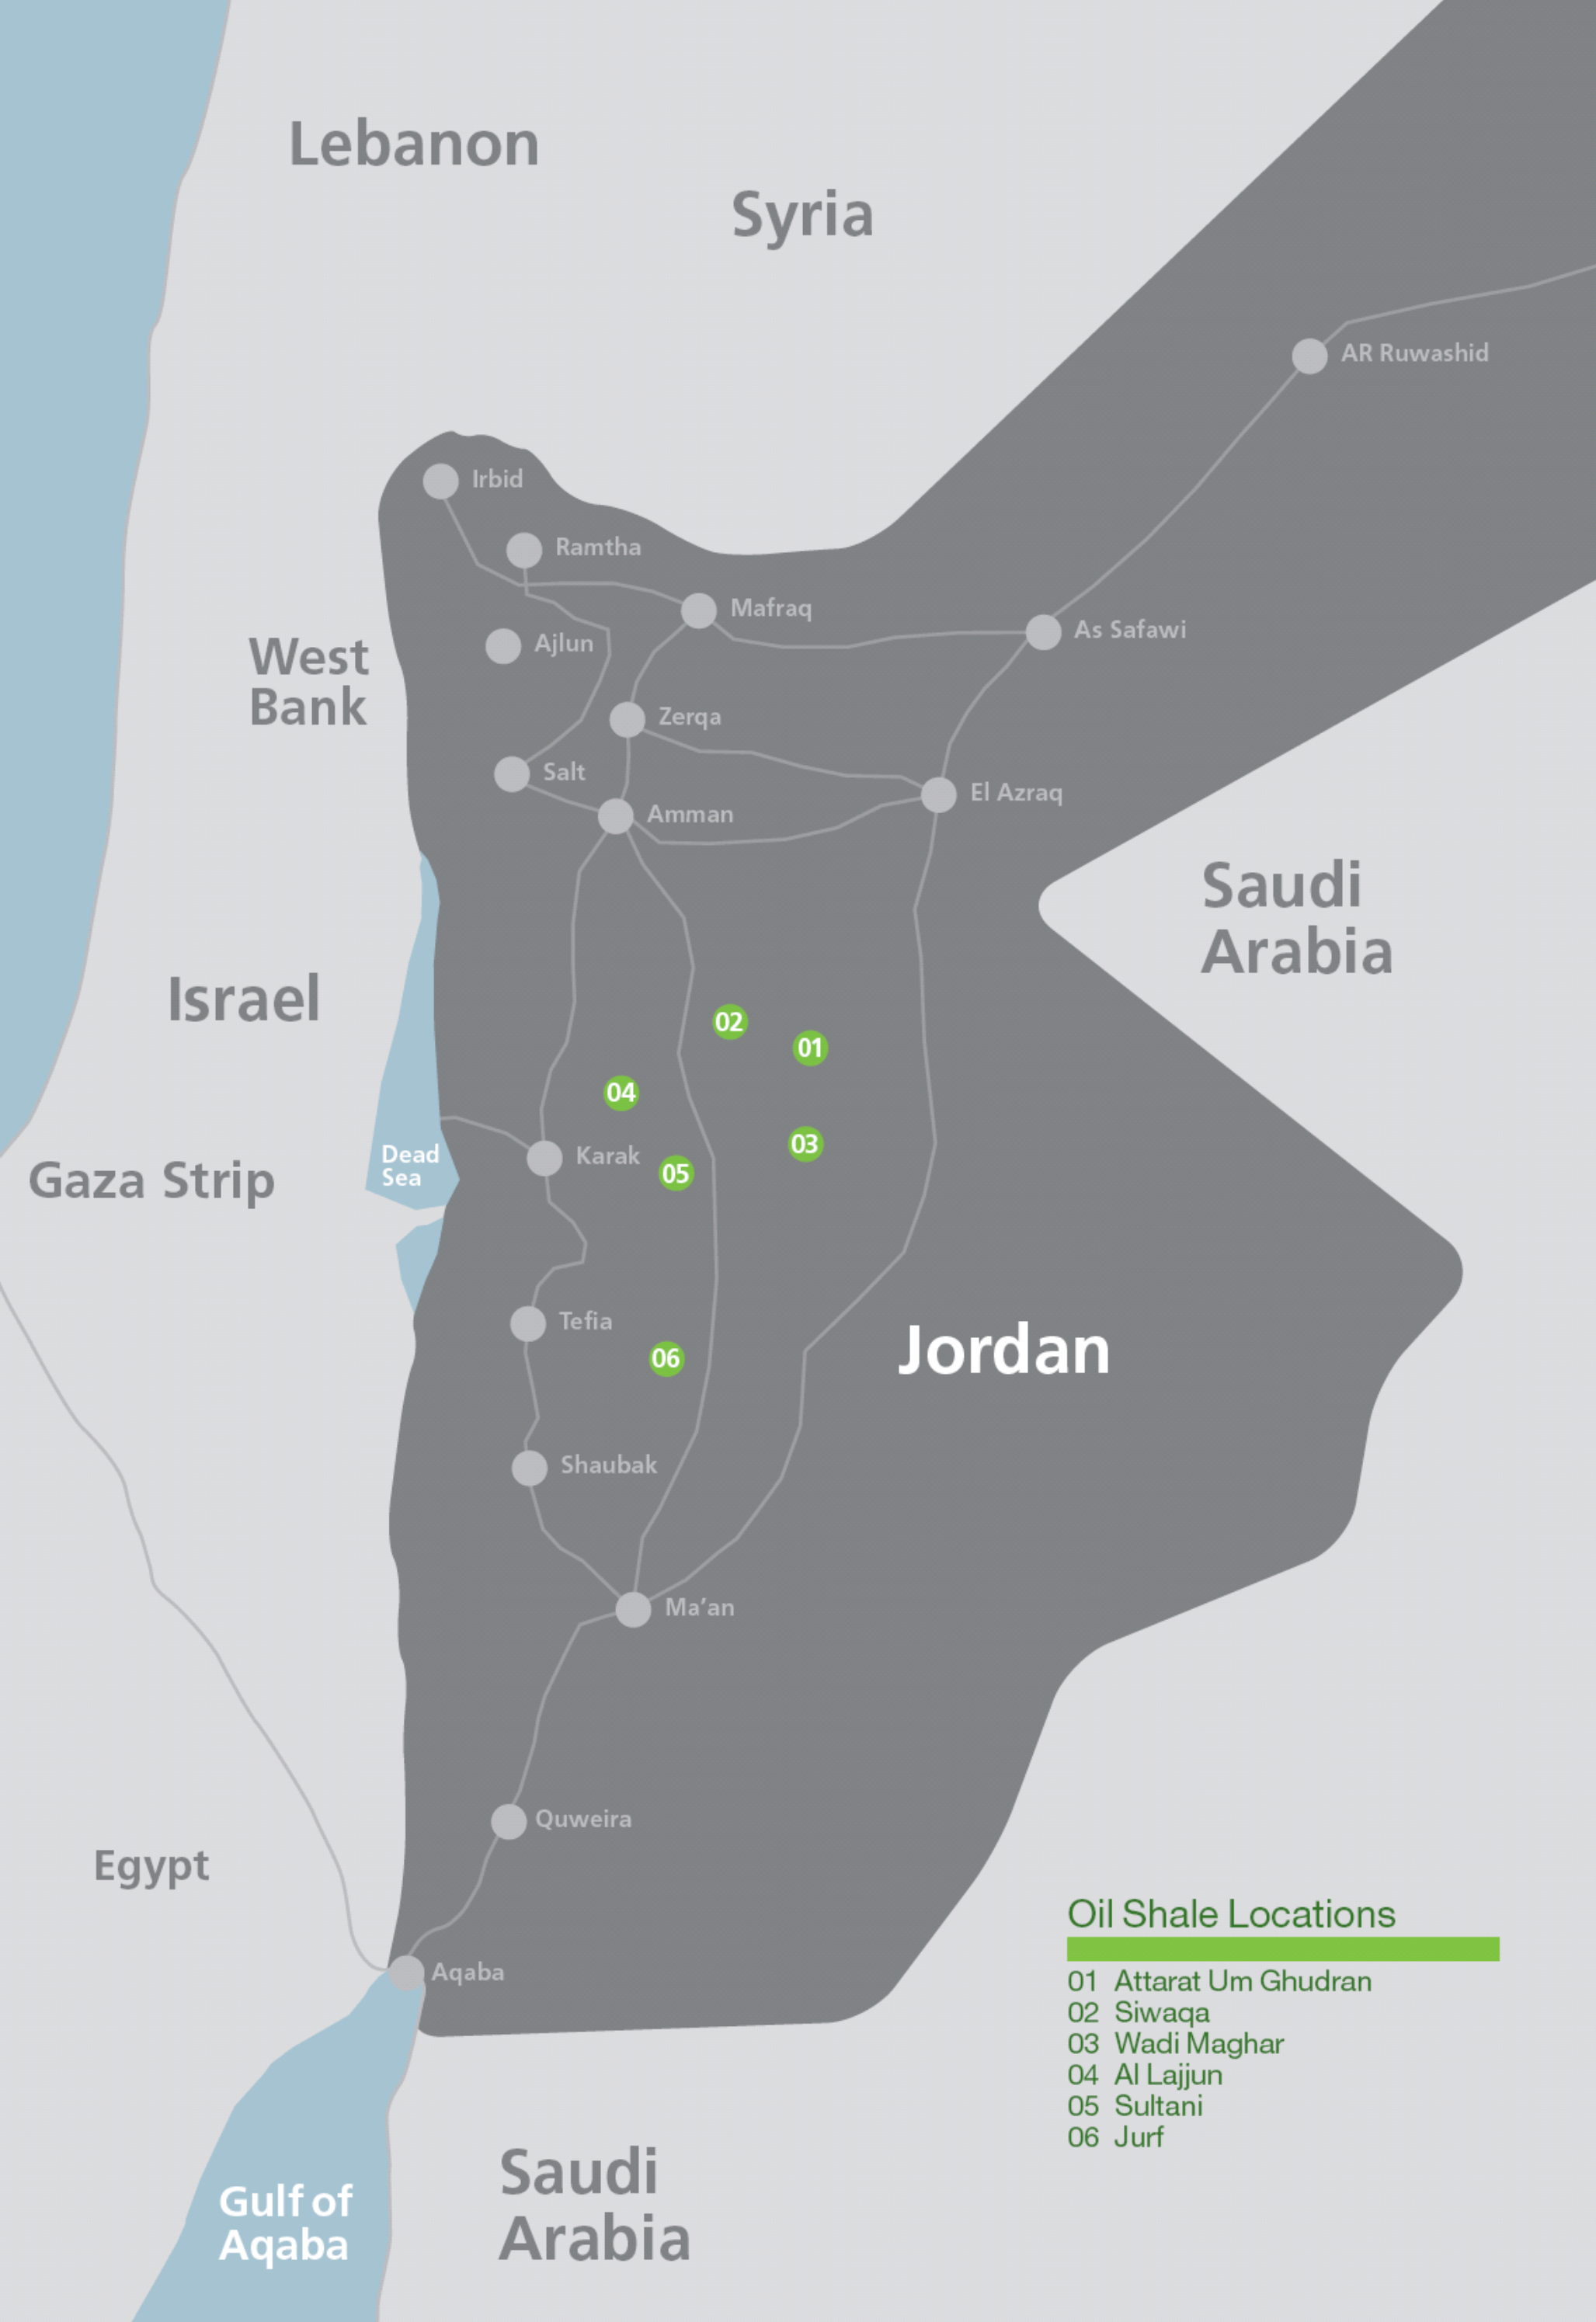 Lebanon
Syria
AR Ruwashid
Irbid
Ramtha
Mafraq
As Safawi
Ajlun
West
Bank
Zerqa
Salt
El Azraq
Amman
Saudi
Arabia
Israel
02
01
04
03
Dead
Sea
Karak
05
Gaza Strip
Tefia
Jordan
06
Shaubak
Ma’an
Quweira
Egypt
Aqaba
Oil Shale Locations
01 Attarat Um Ghudran
02 Siwaqa
03 Wadi Maghar
04 Al Lajjun
05 Sultani
06 Jurf
Saudi
Arabia
Gulf of
Aqaba